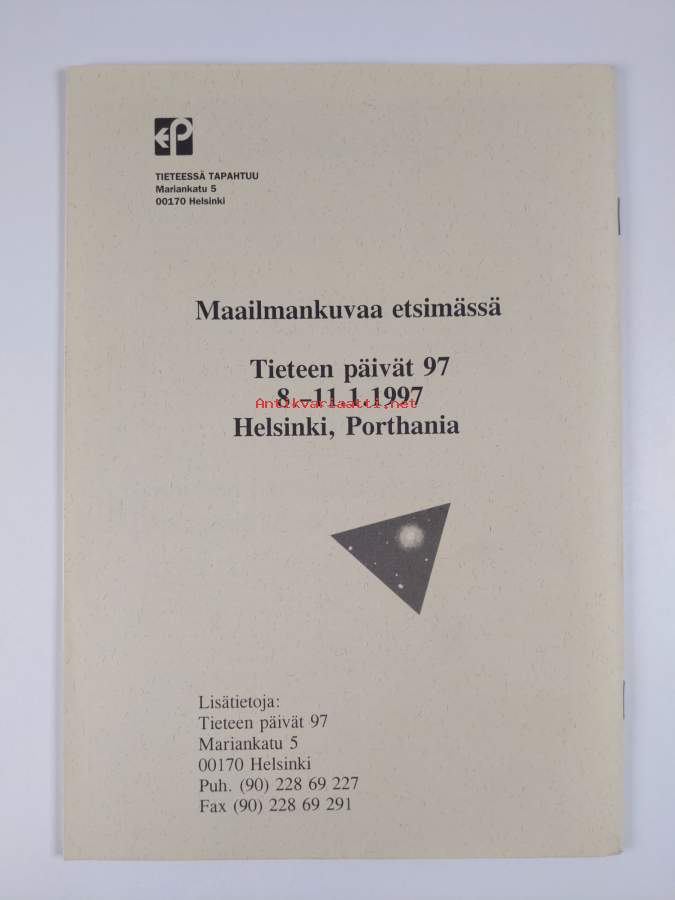 TIETEESSÄ TAPAHTUU
Mariankatu 5
00170 Helsinki
Maailmankuvaa etsimässä
Tieteen päivät 97
8.–11.1.1997
Antikvariaatti.net
Helsinki, Porthania
Lisätietoja:
Tieteen päivät 97
Mariankatu 5
00170 Helsinki
Puh. (90) 228 69 227
Fax (90) 228 69 291